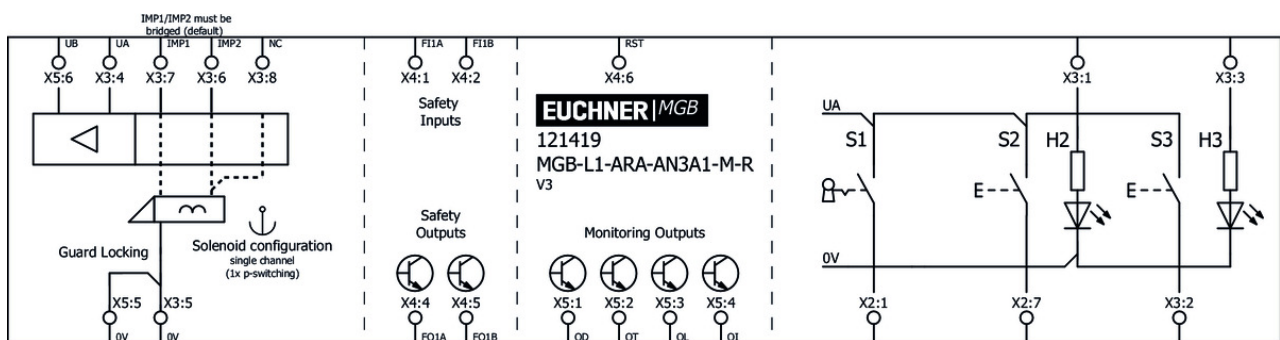 IMP1/IMP2 must be
bridged (default)
UB UA IMP1 IMP2 NC FI1A FI1B RST
X5:6 X3:4 X3:7 X3:6 X3:8 X4:1 X4:2 X4:6 X3:1 X3:3
Safety
Inputs
EUCHNER MGB
121419
MGB-L1-ARA-AN3A1-M-R
V3
UA
S1 S2 H2 S3 H3
E E
Safety
Outputs
Monitoring Outputs
Guard Locking
Solenoid configuration
single channel
(1x p-switching)
0V
X5:5 X3:5 X4:4 X4:5 X5:1 X5:2 X5:3 X5:4 X2:1 X2:7 X3:2
0V 0V FO1A FO1B OD OT OL OI